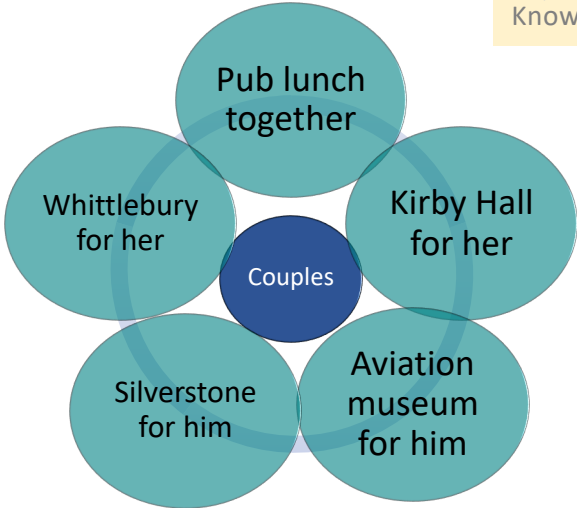 Know
Pub lunch
together
Kirby Hall
for her
Aviation
museum
for him
Silverstone
for him
Whittlebury
for her
Couples